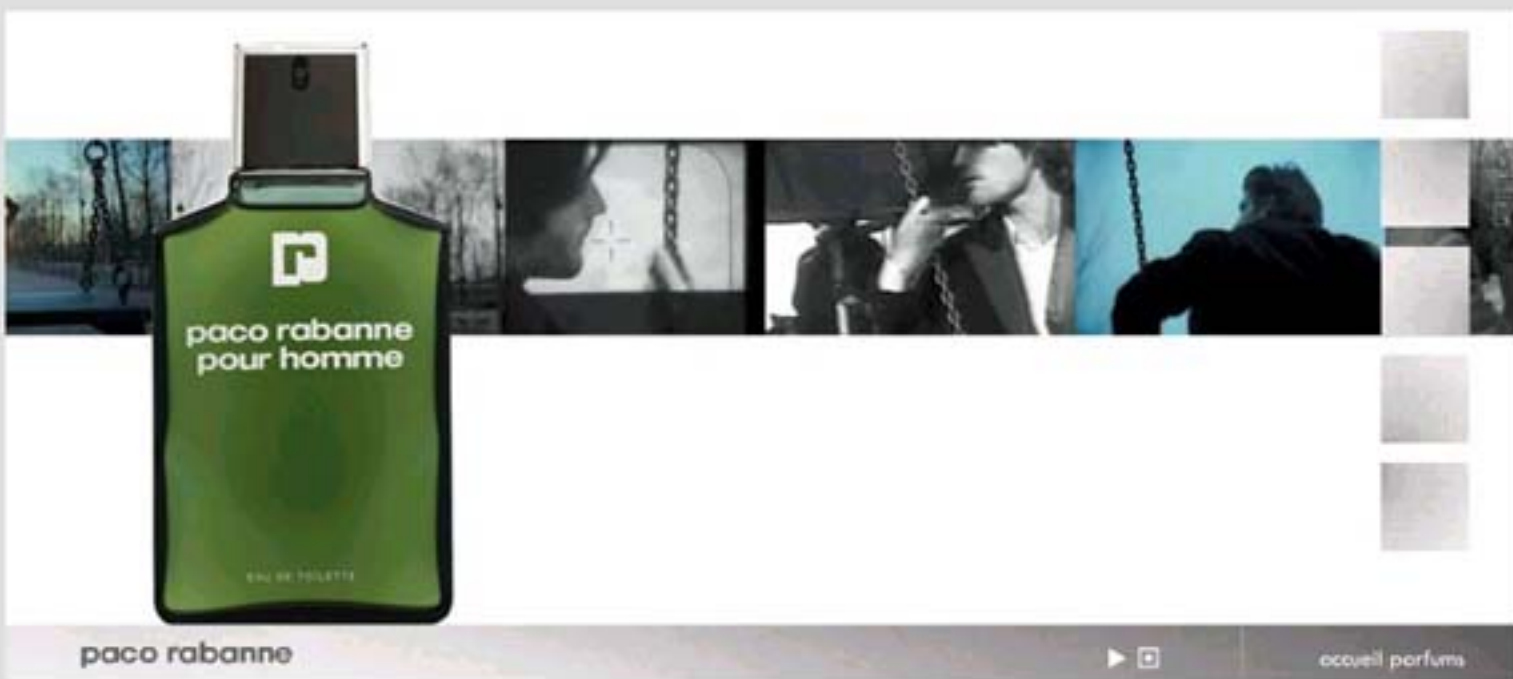 paco rabanne
pour homme
EAU DE TOILETTE
paco rabanne
accueil parfums